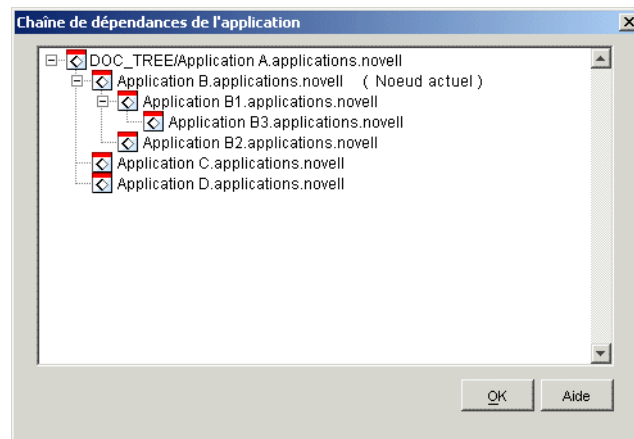 Chaîne de dépendances de l'application
DOC_TREE/Application A.applications.novell
Application B.applications.novell ( Noeud actuel )
Application B1.applications.novell
Application B3.applications.novell
Application B2.applications.novell
Application C.applications.novell
Application D.applications.novell
OK Aide